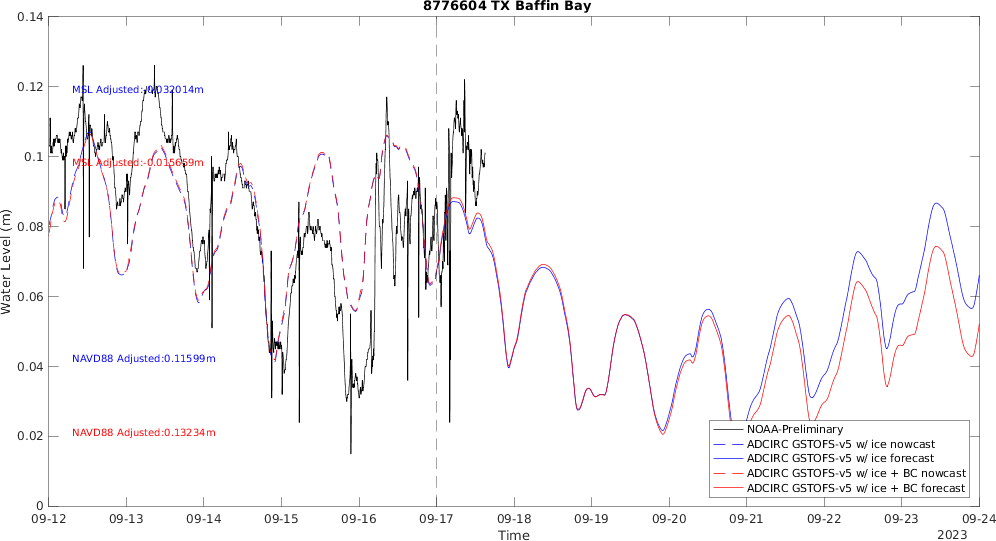 8776604 TX Baffin Bay
0.14
0.12
0.1
0.08
0.06
0.04
0.02
0
Water Level (m)
MSL Adjusted:-0.032014m
MSL Adjusted:-0.015659m
NAVD88 Adjusted:0.11599m
NAVD88 Adjusted:0.13234m
NOAA-Preliminary
ADCIRC GSTOFS-v5 w/ ice nowcast
ADCIRC GSTOFS-v5 w/ ice forecast
ADCIRC GSTOFS-v5 w/ ice + BC nowcast
ADCIRC GSTOFS-v5 w/ ice + BC forecast
09-12 09-13 09-14 09-15 09-16 09-17 09-18 09-19 09-20 09-21 09-22 09-23 09-24
Time
2023